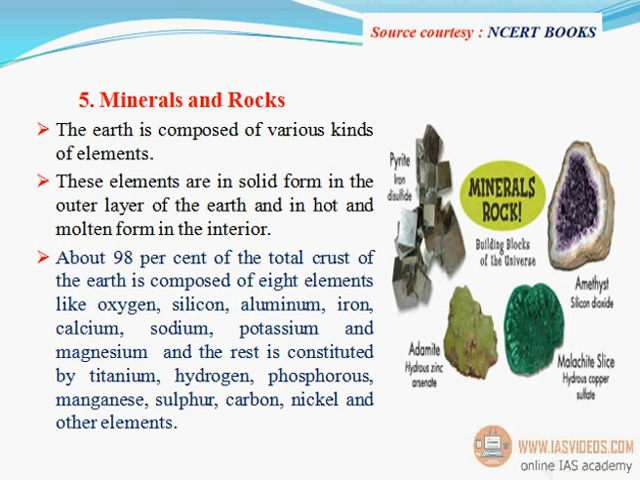 Source courtesy : NCERT BOOKS
5. Minerals and Rocks
The earth is composed of various kinds
of elements.
These elements are in solid form in the
outer layer of the earth and in hot and
molten form in the interior.
About 98 per cent of the total crust of
the earth is composed of eight elements
like oxygen, silicon, aluminum, iron,
calcium, sodium, potassium and
magnesium and the rest is constituted
by titanium, hydrogen, phosphorous,
manganese, sulphur, carbon, nickel and
other elements.
Pyrite
Iron
disulfide
MINERALS
ROCK!
Building Blocks
of the Universe
Amethyst
Silicon dioxide
Adamite
Hydrous zinc
arsenate
Malachite Slice
Hydrous copper
sulfate
WWW.IASVIDEOS.COM
online IAS academy